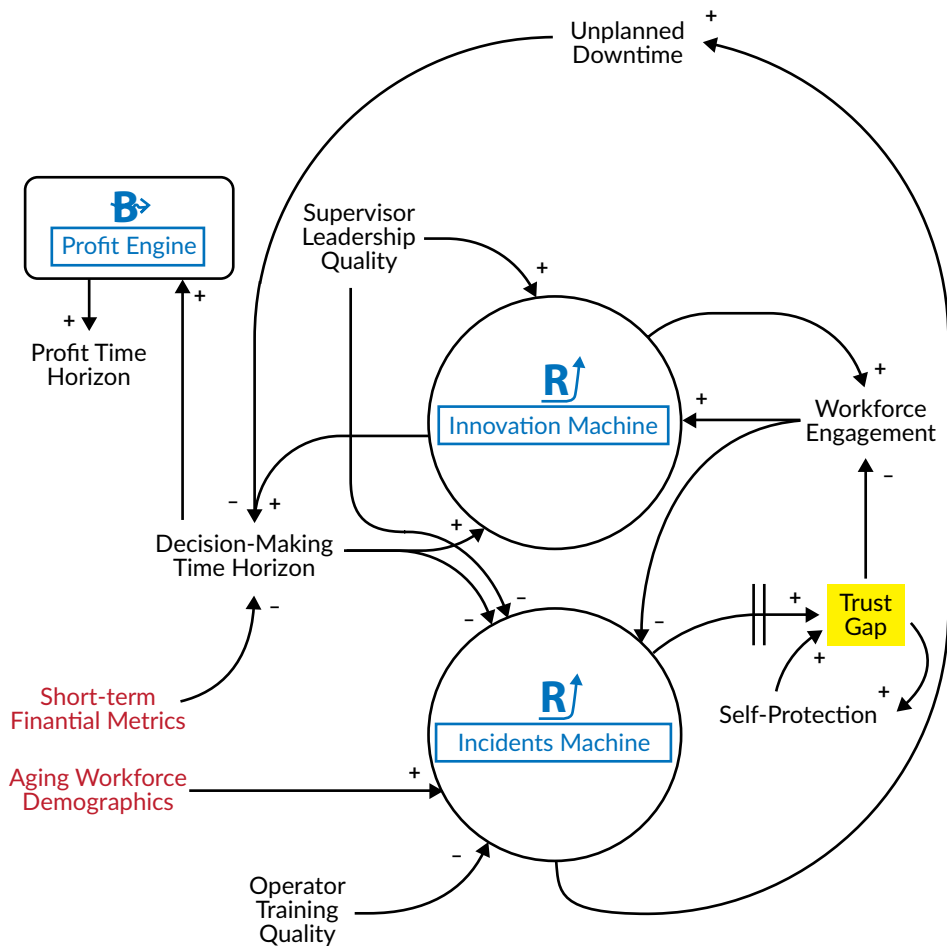 +
Unplanned
Downtime
B
Profit Engine
+
+
Profit Time
Horizon
Supervisor
Leadership
Quality
+
R
Innovation Machine
+
+
Workforce
Engagement
–
–
+
Decision-Making
Time Horizon
+
–
–
–
–
Short-term
Finantial Metrics
Aging Workforce
Demographics
+
R
Incidents Machine
+
Trust
Gap
+
+
Self-Protection
–
Operator
Training
Quality